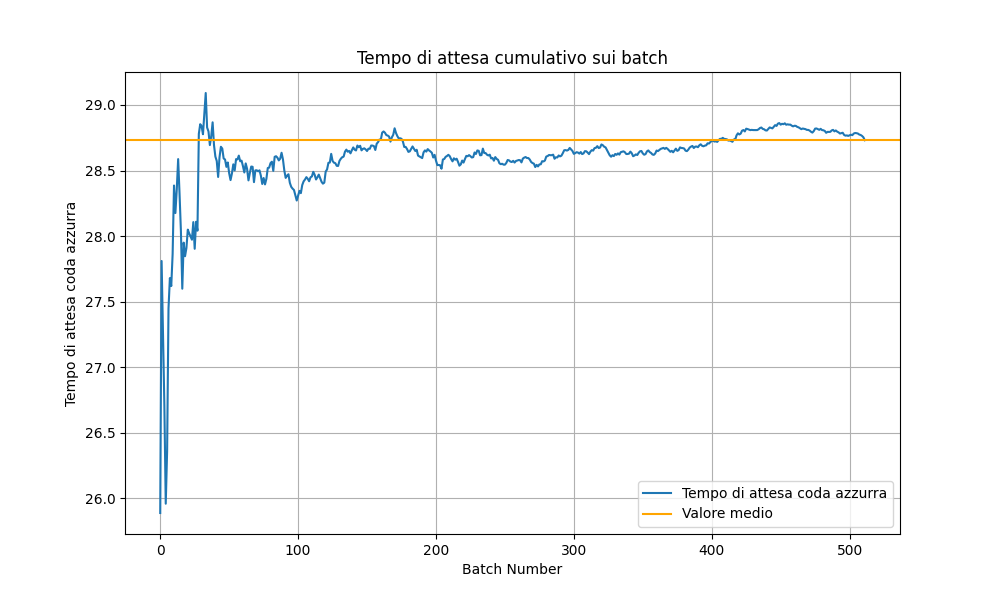 Tempo di attesa cumulativo sui batch
Tempo di attesa coda azzurra
29.0
28.5
28.0
27.5
27.0
26.5
26.0
0 100 200 300 400 500
Batch Number
Tempo di attesa coda azzurra
Valore medio